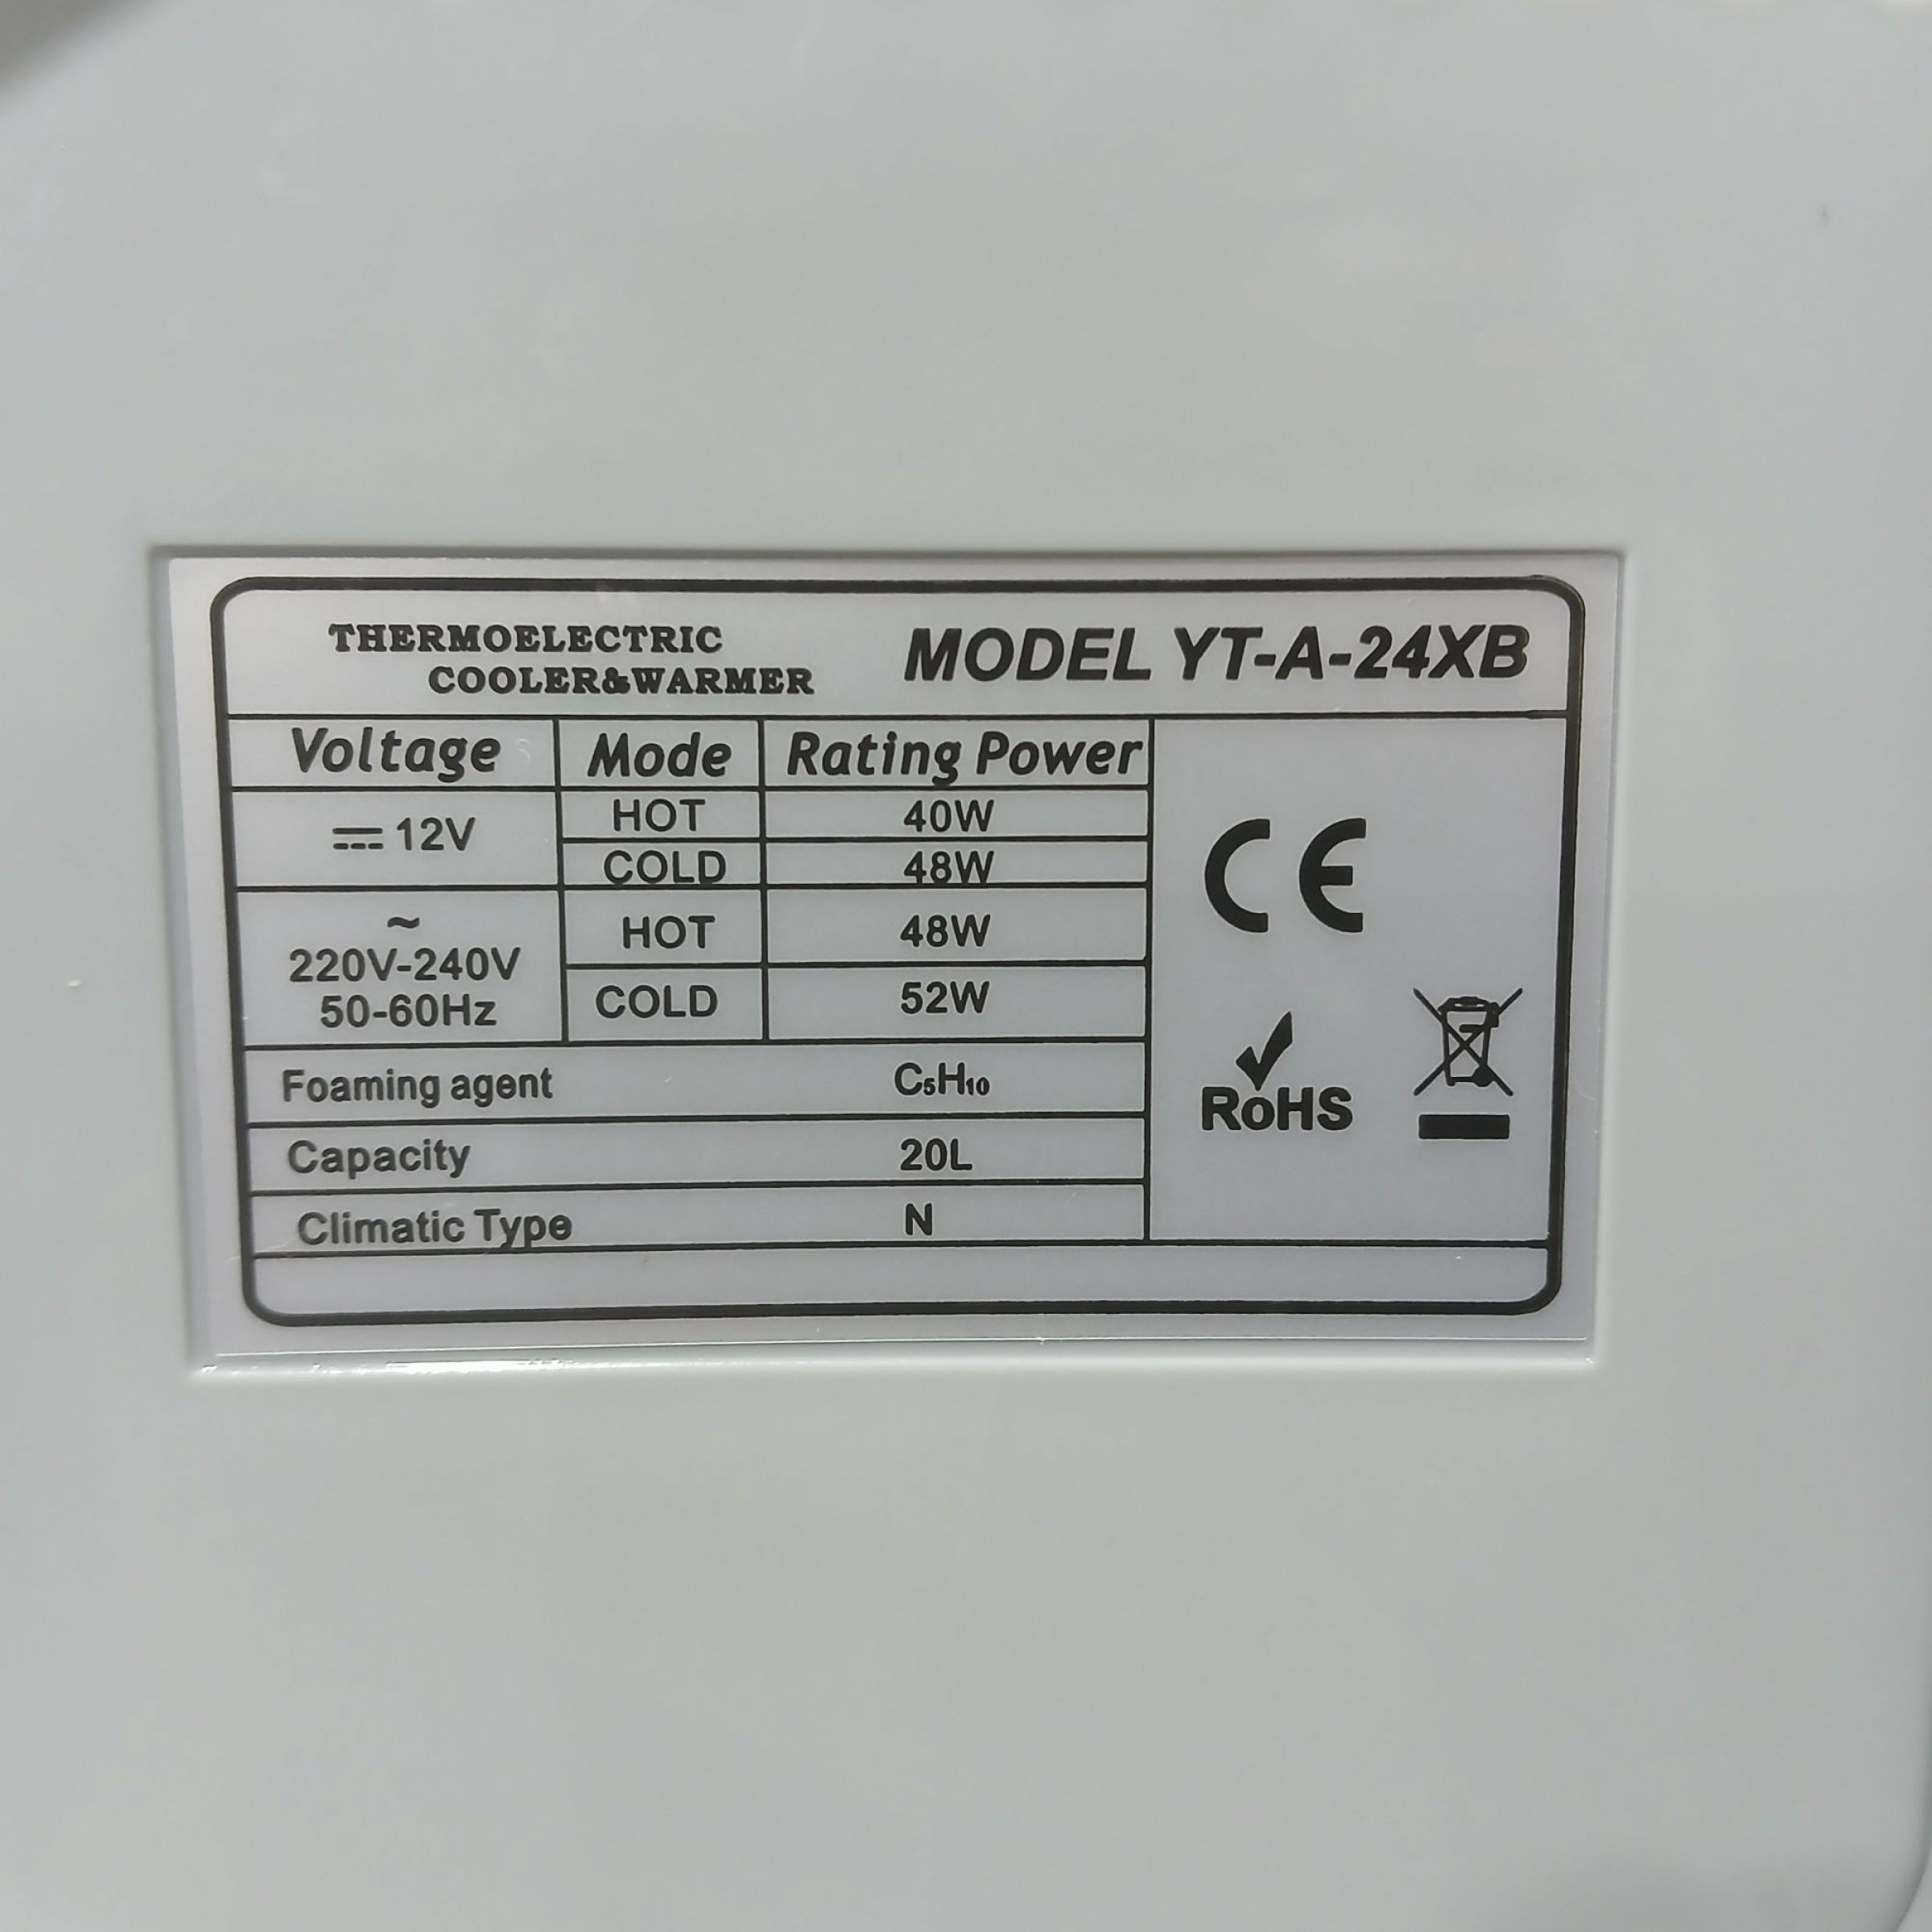 THERMOELECTRIC
COOLER&WARMER
MODEL YT-A-24XB
Voltage Mode Rating Power
⎓ 12V
HOT 40W
COLD 48W
~
220V-240V
50-60Hz
HOT 48W
COLD 52W
Foaming agent C₅H₁₀
Capacity 20L
Climatic Type N
CE
RoHS